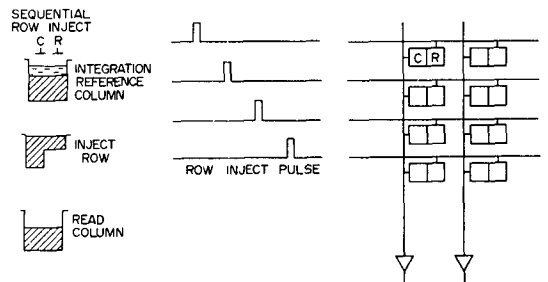 SEQUENTIAL
ROW INJECT
C R
INTEGRATION
REFERENCE
COLUMN
INJECT
ROW
READ
COLUMN
ROW INJECT PULSE
C R